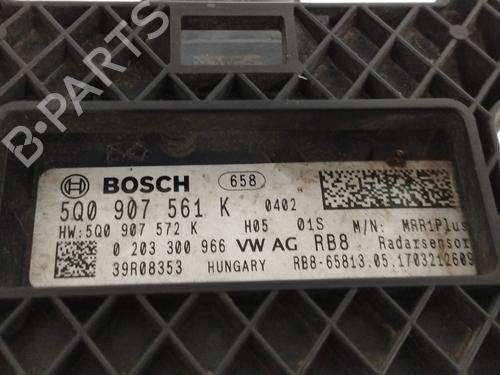 B-PARTS
BOSCH 658
5Q0 907 561 K 0402
HW:5Q0 907 572 K H05 01S M/N: MRR1Plus
0 203 300 966 VW AG RB8 Radarsensor
39R08353 HUNGARY RB8-65813.05.1703212609